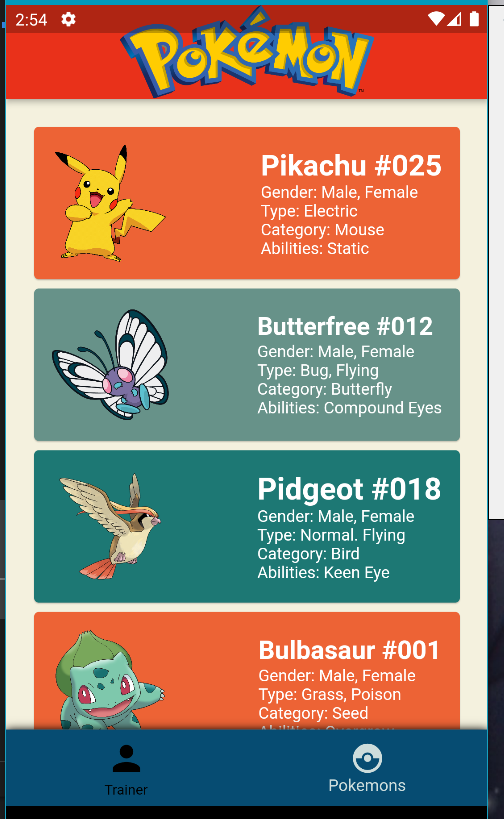 2:54
POKéMON
Pikachu #025
Gender: Male, Female
Type: Electric
Category: Mouse
Abilities: Static
Butterfree #012
Gender: Male, Female
Type: Bug, Flying
Category: Butterfly
Abilities: Compound Eyes
Pidgeot #018
Gender: Male, Female
Type: Normal. Flying
Category: Bird
Abilities: Keen Eye
Bulbasaur #001
Gender: Male, Female
Type: Grass, Poison
Category: Seed
Trainer
Pokemons